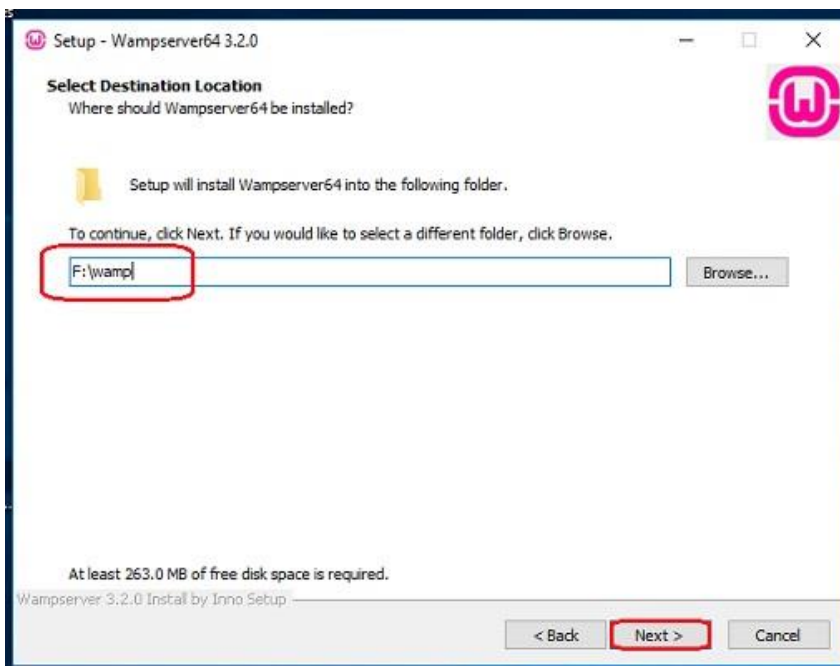 Setup - Wampserver64 3.2.0
Select Destination Location
Where should Wampserver64 be installed?
Setup will install Wampserver64 into the following folder.
To continue, click Next. If you would like to select a different folder, click Browse.
F:\wamp
Browse...
At least 263.0 MB of free disk space is required.
Wampserver 3.2.0 Install by Inno Setup
< Back
Next >
Cancel